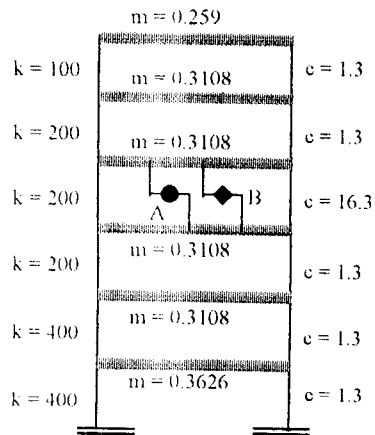 m = 0.259
k = 100
c = 1.3
m = 0.3108
k = 200
c = 1.3
m = 0.3108
k = 200
A
B
c = 16.3
m = 0.3108
k = 200
c = 1.3
m = 0.3108
k = 400
c = 1.3
m = 0.3626
k = 400
c = 1.3